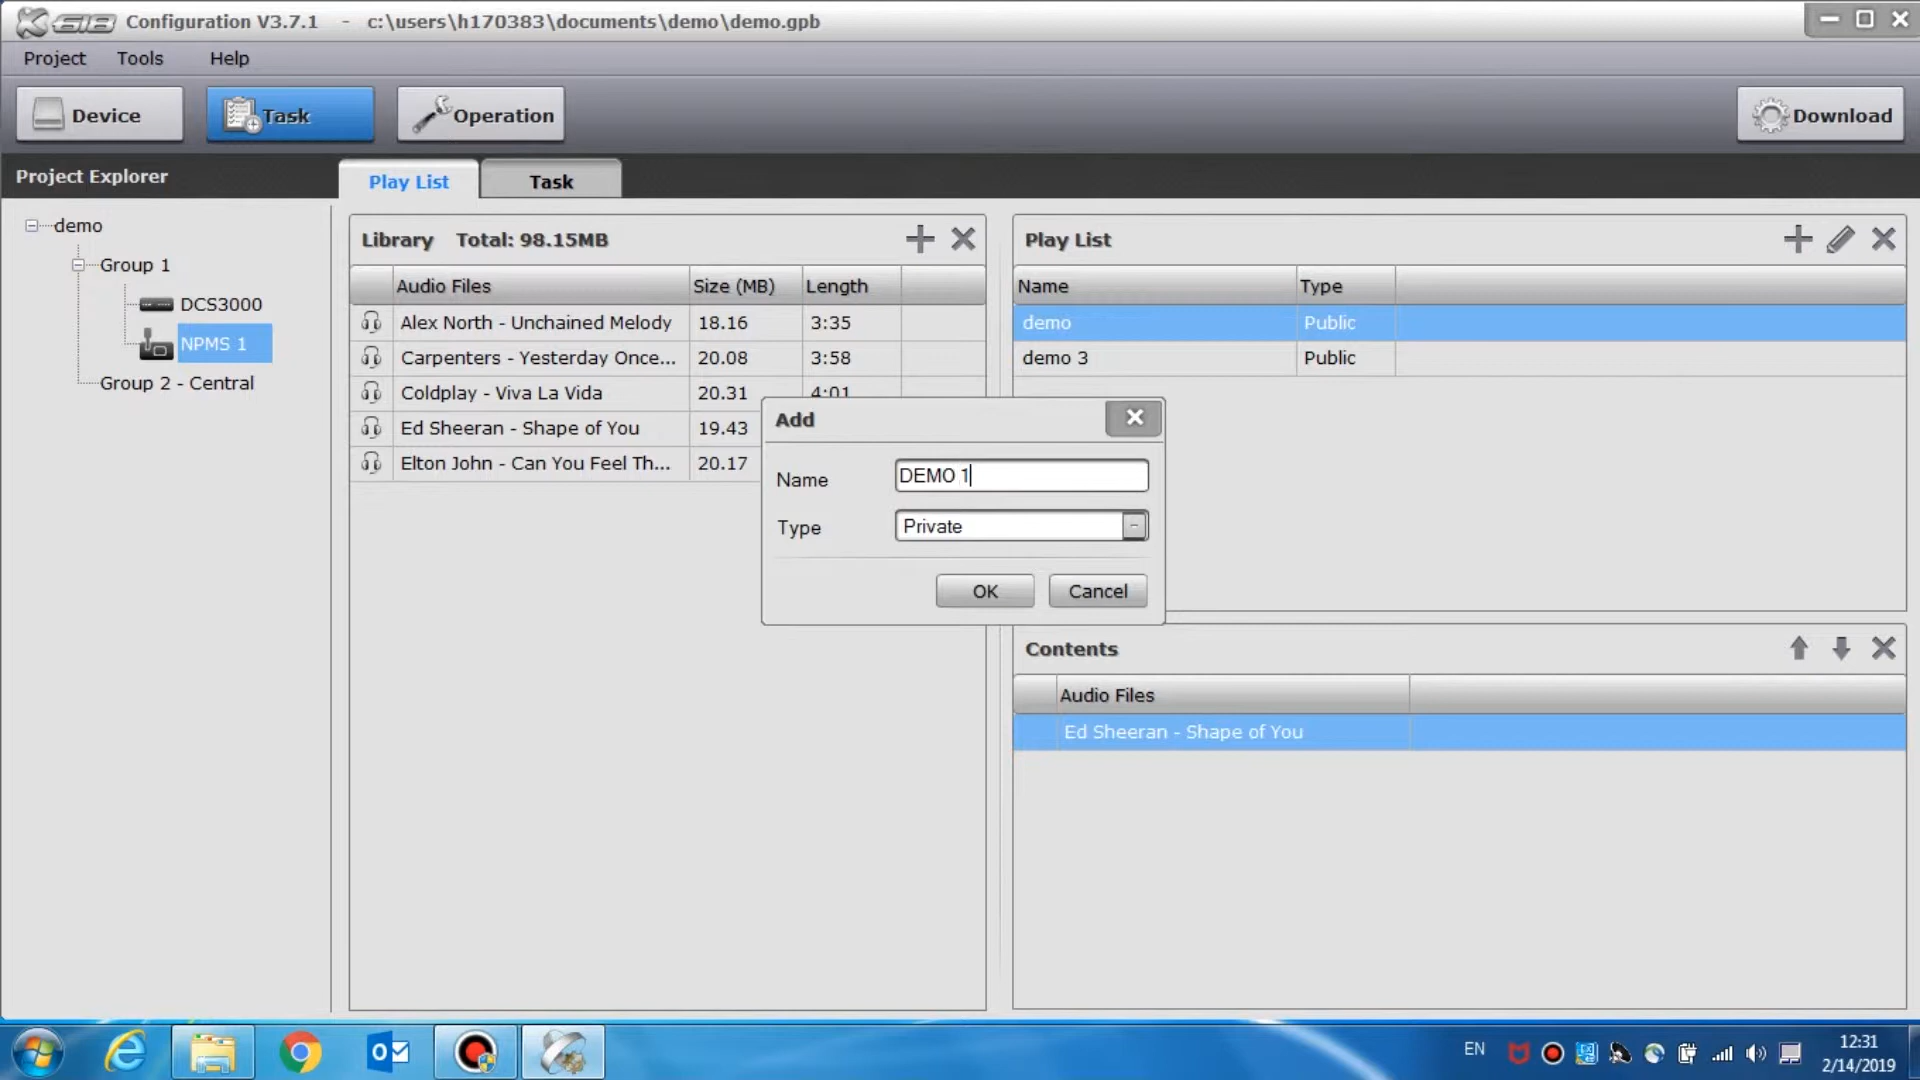 X-618 Configuration V3.7.1 - c:\users\h170383\documents\demo\demo.gpb
Project Tools Help
Device Task Operation Download
Project Explorer Play List Task
demo
Group 1
DCS3000
NPMS 1
Group 2 - Central
Library Total: 98.15MB
Audio Files Size (MB) Length
Alex North - Unchained Melody 18.16 3:35
Carpenters - Yesterday Once... 20.08 3:58
Coldplay - Viva La Vida 20.31 4:01
Ed Sheeran - Shape of You 19.43
Elton John - Can You Feel Th... 20.17
Play List
Name Type
demo Public
demo 3 Public
Add
Name DEMO 1
Type Private
OK Cancel
Contents
Audio Files
Ed Sheeran - Shape of You
EN
12:31
2/14/2019